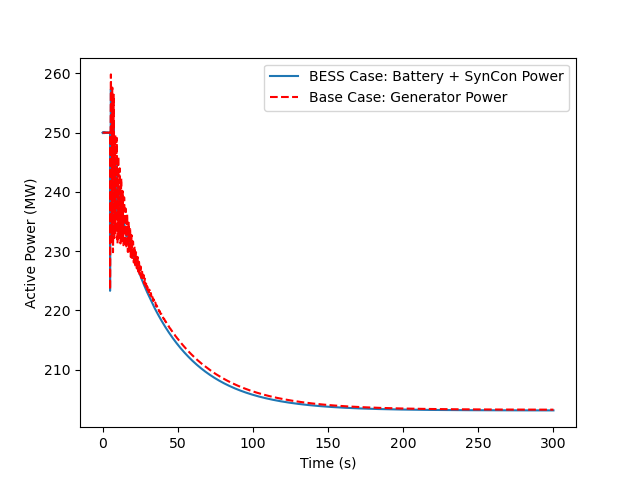 BESS Case: Battery + SynCon Power
Base Case: Generator Power
260
250
240
230
220
210
Active Power (MW)
0 50 100 150 200 250 300
Time (s)